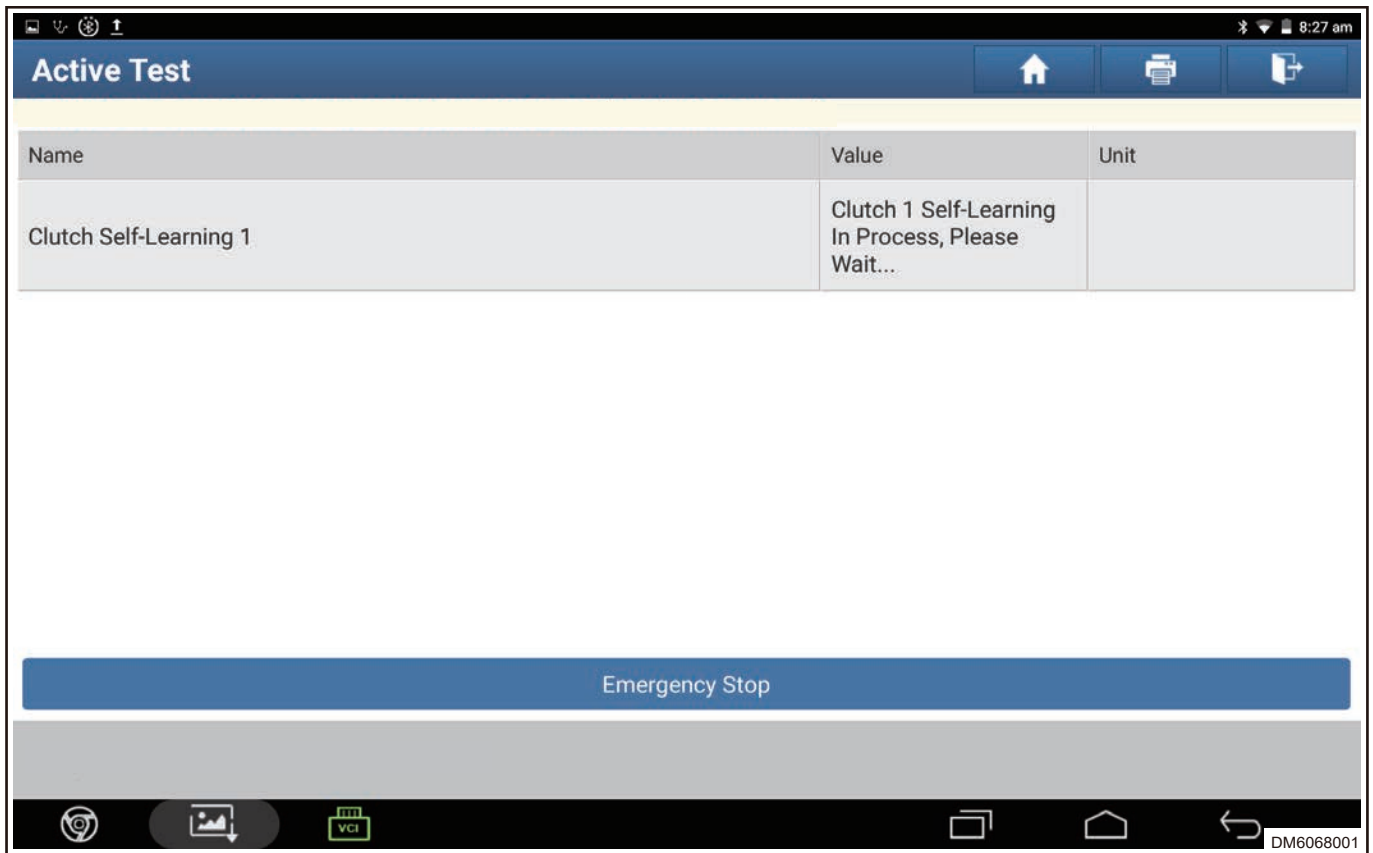 8:27 am
Active Test
Name Value Unit
Clutch Self-Learning 1
Clutch 1 Self-Learning
In Process, Please
Wait...
Emergency Stop
VCI
DM6068001